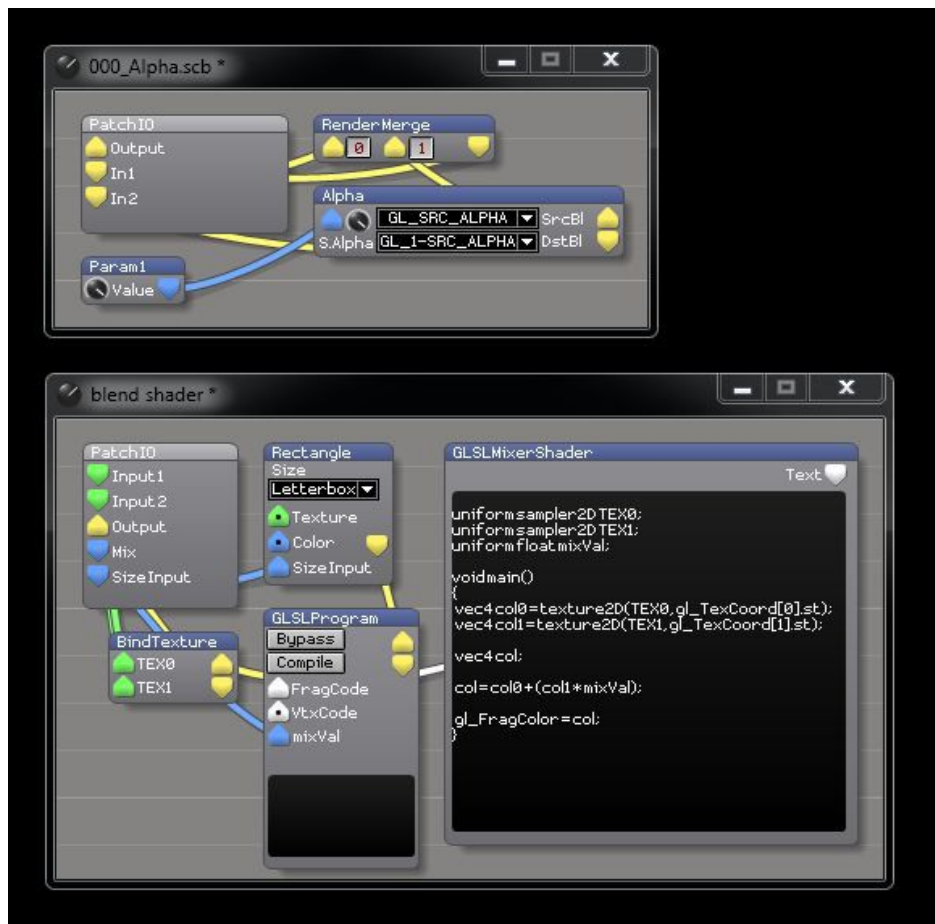 000_Alpha.scb *
X
PatchIO
Output
In1
In2
RenderMerge
0 1
Alpha
GL_SRC_ALPHA SrcBl
S.Alpha GL_1-SRC_ALPHA DstBl
Param1
Value
blend shader *
X
PatchIO
Input1
Input2
Output
Mix
SizeInput
Rectangle
Size
Letterbox
Texture
Color
SizeInput
BindTexture
TEX0
TEX1
GLSLProgram
Bypass
Compile
FragCode
VtxCode
mixVal
GLSLMixerShader
Text
uniformsampler2DTEX0;
uniformsampler2DTEX1;
uniformfloatmixVal;
voidmain()
{
vec4col0=texture2D(TEX0,gl_TexCoord[0].st);
vec4col1=texture2D(TEX1,gl_TexCoord[1].st);
vec4col;
col=col0+(col1*mixVal);
gl_FragColor=col;
}